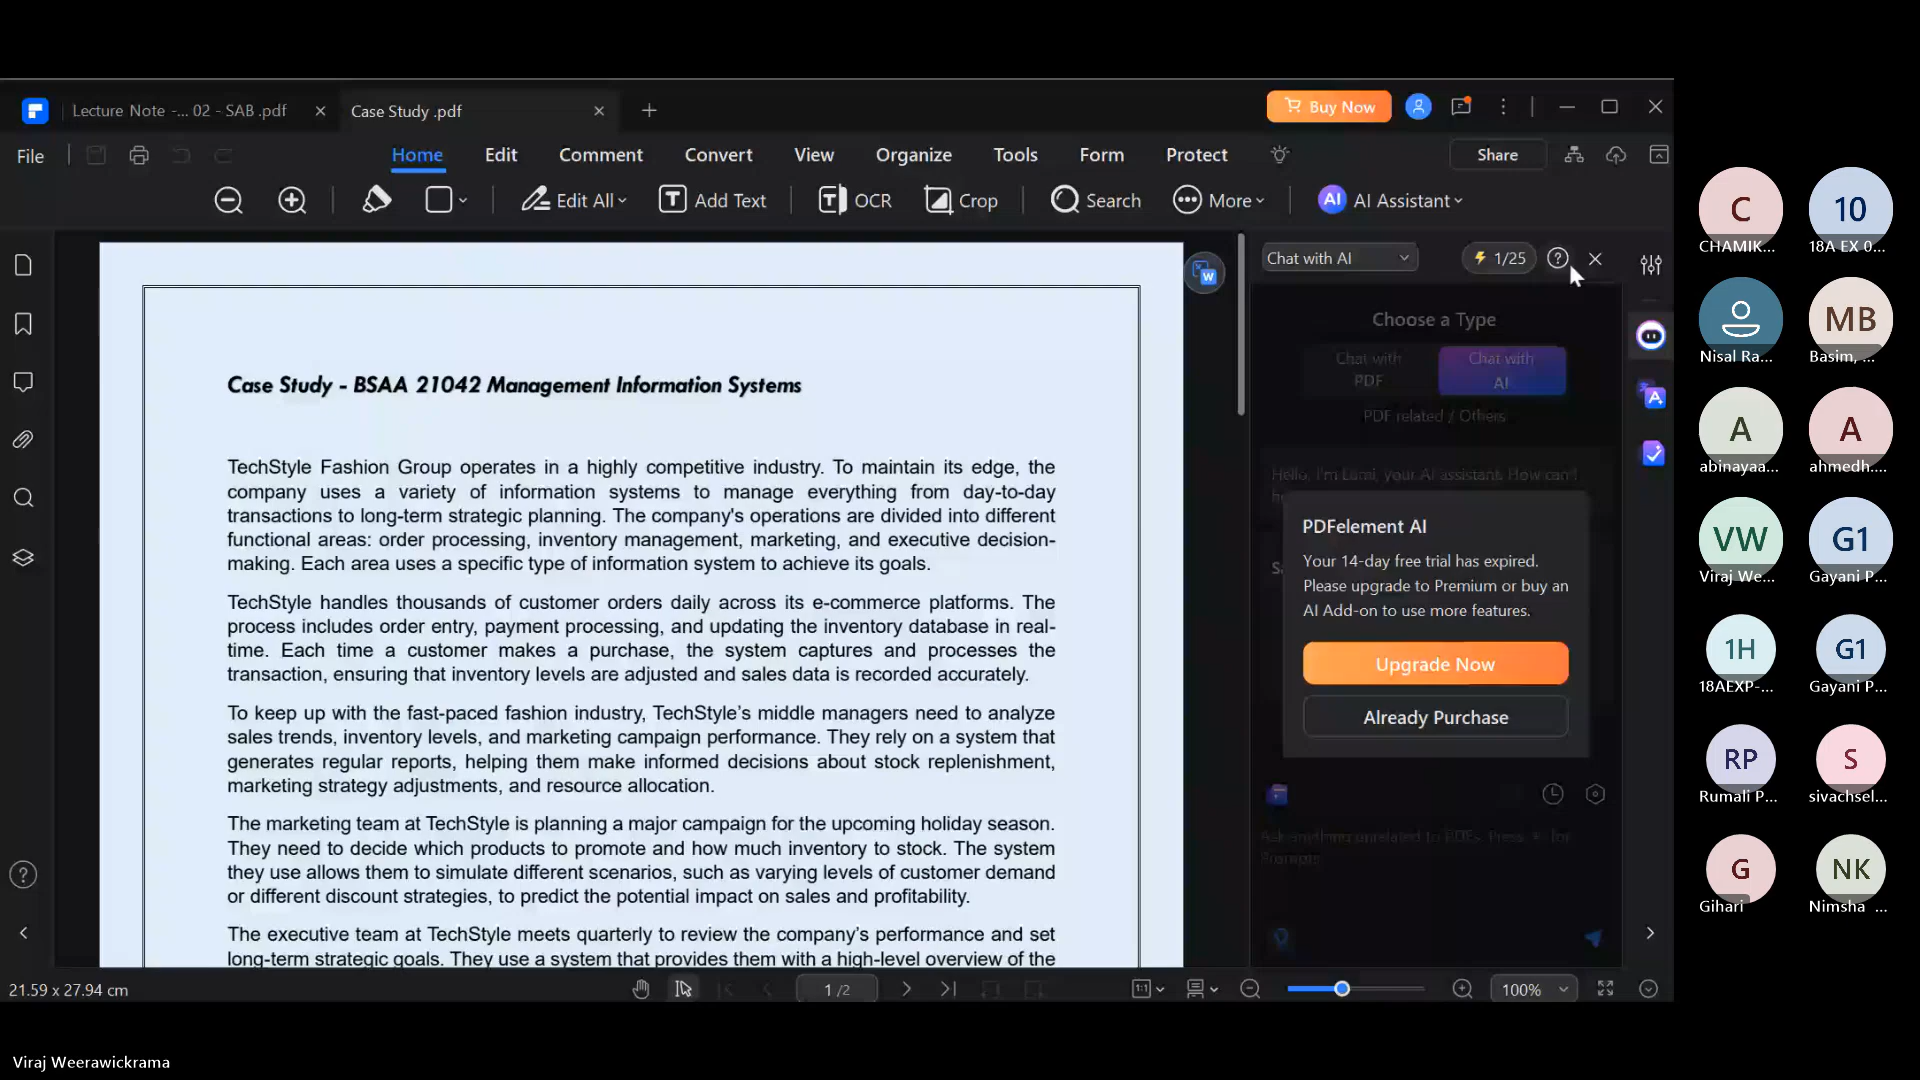 Lecture Note -... 02 - SAB .pdf
Case Study .pdf
Buy Now
File
Home
Edit
Comment
Convert
View
Organize
Tools
Form
Protect
Share
Edit All
Add Text
OCR
Crop
Search
More
AI Assistant
Chat with AI
1/25
Case Study - BSAA 21042 Management Information Systems
TechStyle Fashion Group operates in a highly competitive industry. To maintain its edge, the
company uses a variety of information systems to manage everything from day-to-day
transactions to long-term strategic planning. The company's operations are divided into different
functional areas: order processing, inventory management, marketing, and executive decision-
making. Each area uses a specific type of information system to achieve its goals.
TechStyle handles thousands of customer orders daily across its e-commerce platforms. The
process includes order entry, payment processing, and updating the inventory database in real-
time. Each time a customer makes a purchase, the system captures and processes the
transaction, ensuring that inventory levels are adjusted and sales data is recorded accurately.
To keep up with the fast-paced fashion industry, TechStyle's middle managers need to analyze
sales trends, inventory levels, and marketing campaign performance. They rely on a system that
generates regular reports, helping them make informed decisions about stock replenishment,
marketing strategy adjustments, and resource allocation.
The marketing team at TechStyle is planning a major campaign for the upcoming holiday season.
They need to decide which products to promote and how much inventory to stock. The system
they use allows them to simulate different scenarios, such as varying levels of customer demand
or different discount strategies, to predict the potential impact on sales and profitability.
The executive team at TechStyle meets quarterly to review the company's performance and set
long-term strategic goals. They use a system that provides them with a high-level overview of the
Choose a Type
Chat with
PDF
Chat with
AI
PDF related / Others
Hello, I'm Lumi, your AI assistant. How can I
PDFelement AI
Your 14-day free trial has expired.
Please upgrade to Premium or buy an
AI Add-on to use more features.
Upgrade Now
Already Purchase
Ask anything unrelated to PDFs. Press
for
Prompts
21.59 x 27.94 cm
1 /2
1:1
100%
C
CHAMIK...
10
18A EX 0...
Nisal Ra...
MB
Basim, ...
A
abinayaa...
A
ahmedh....
VW
Viraj We...
G1
Gayani P...
1H
18AEXP-...
G1
Gayani P...
RP
Rumali P...
S
sivachsel...
G
Gihari
NK
Nimsha ...
Viraj Weerawickrama